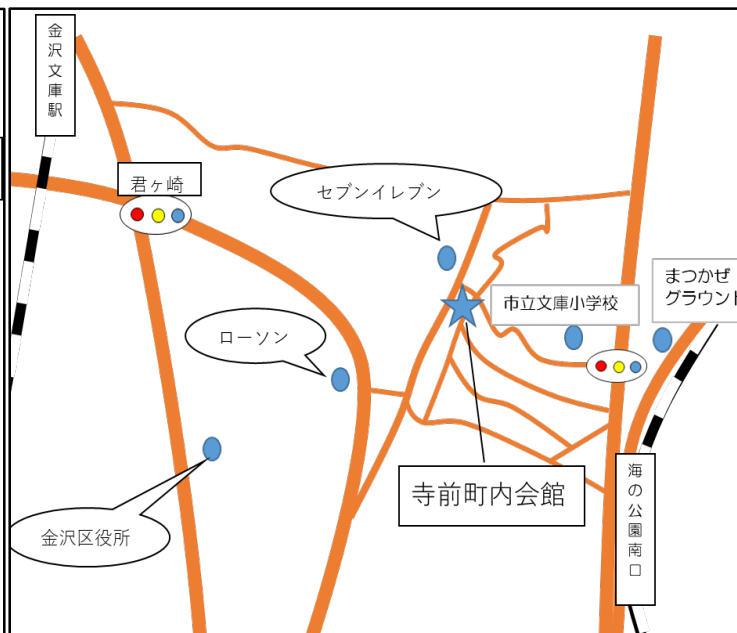 金沢文庫駅
君ヶ崎
セブンイレブン
まつかぜ
グラウンド
市立文庫小学校
ローソン
寺前町内会館
海の公園南口
金沢区役所